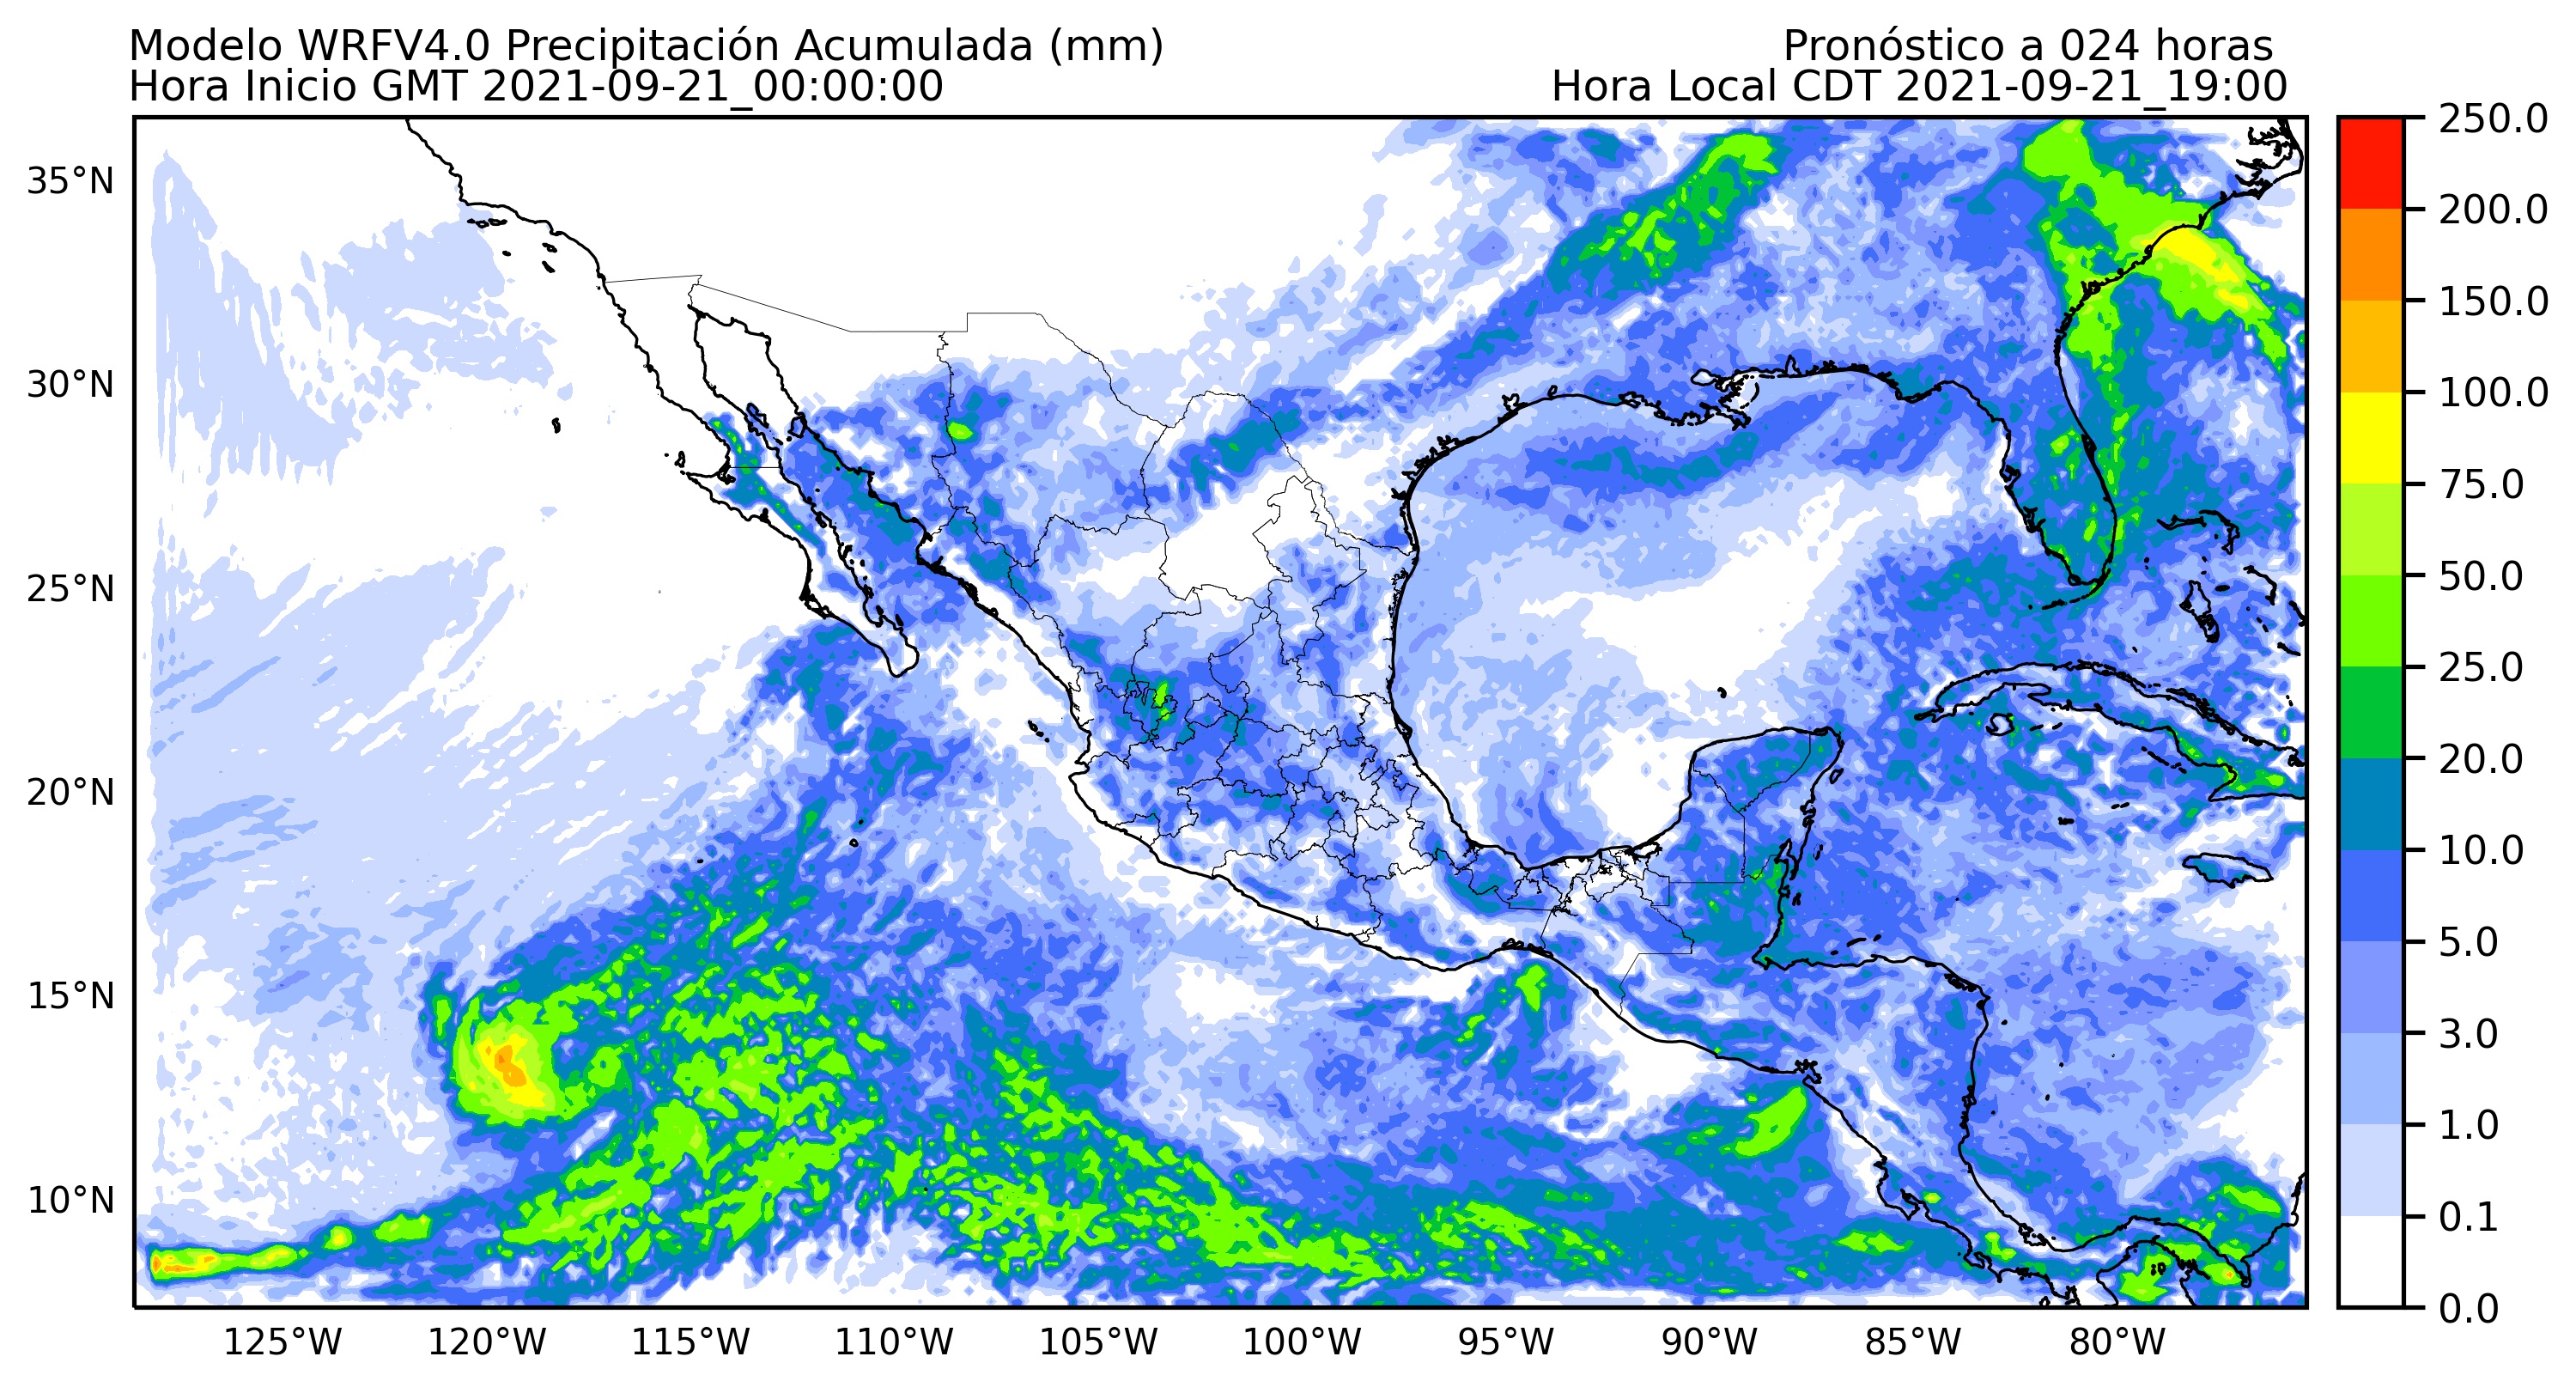 Modelo WRFV4.0 Precipitación Acumulada (mm)
Pronóstico a 024 horas
Hora Inicio GMT 2021-09-21_00:00:00
Hora Local CDT 2021-09-21_19:00
35°N
30°N
25°N
20°N
15°N
10°N
125°W
120°W
115°W
110°W
105°W
100°W
95°W
90°W
85°W
80°W
250.0
200.0
150.0
100.0
75.0
50.0
25.0
20.0
10.0
5.0
3.0
1.0
0.1
0.0